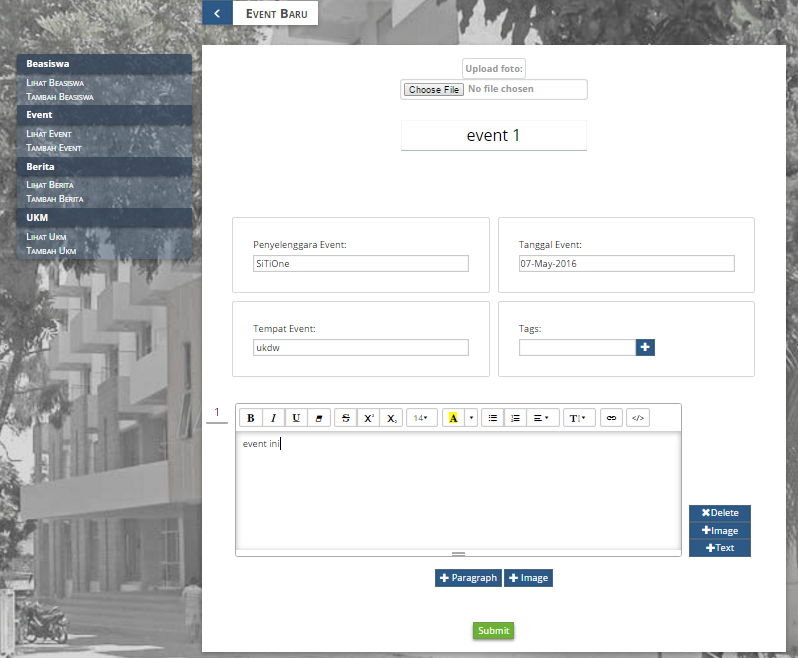 Event Baru
Beasiswa
Lihat Beasiswa
Tambah Beasiswa
Event
Lihat Event
Tambah Event
Berita
Lihat Berita
Tambah Berita
UKM
Lihat Ukm
Tambah Ukm
Upload foto:
Choose File No file chosen
event 1
Penyelenggara Event:
SiTiOne
Tanggal Event:
07-May-2016
Tempat Event:
ukdw
Tags:
1
B I U S X² X₂ 14 A T </>
event ini
Delete
Image
Text
Paragraph Image
Submit